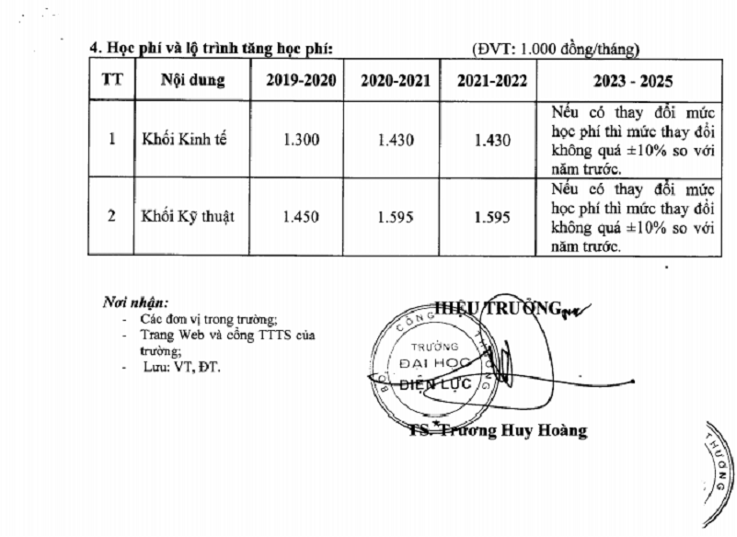 4. Học phí và lộ trình tăng học phí: (ĐVT: 1.000 đồng/tháng)
TT Nội dung 2019-2020 2020-2021 2021-2022 2023 - 2025
1 Khối Kinh tế 1.300 1.430 1.430 Nếu có thay đổi mức
học phí thì mức thay đổi
không quá ±10% so với
năm trước.
2 Khối Kỹ thuật 1.450 1.595 1.595 Nếu có thay đổi mức
học phí thì mức thay đổi
không quá ±10% so với
năm trước.
Nơi nhận:
- Các đơn vị trong trường;
- Trang Web và cổng TTTS của
trường;
- Lưu: VT, ĐT.
HIỆU TRƯỞNG
BỘ CÔNG THƯƠNG
TRƯỜNG
ĐẠI HỌC
ĐIỆN LỰC
TS. Trương Huy Hoàng
THƯƠNG